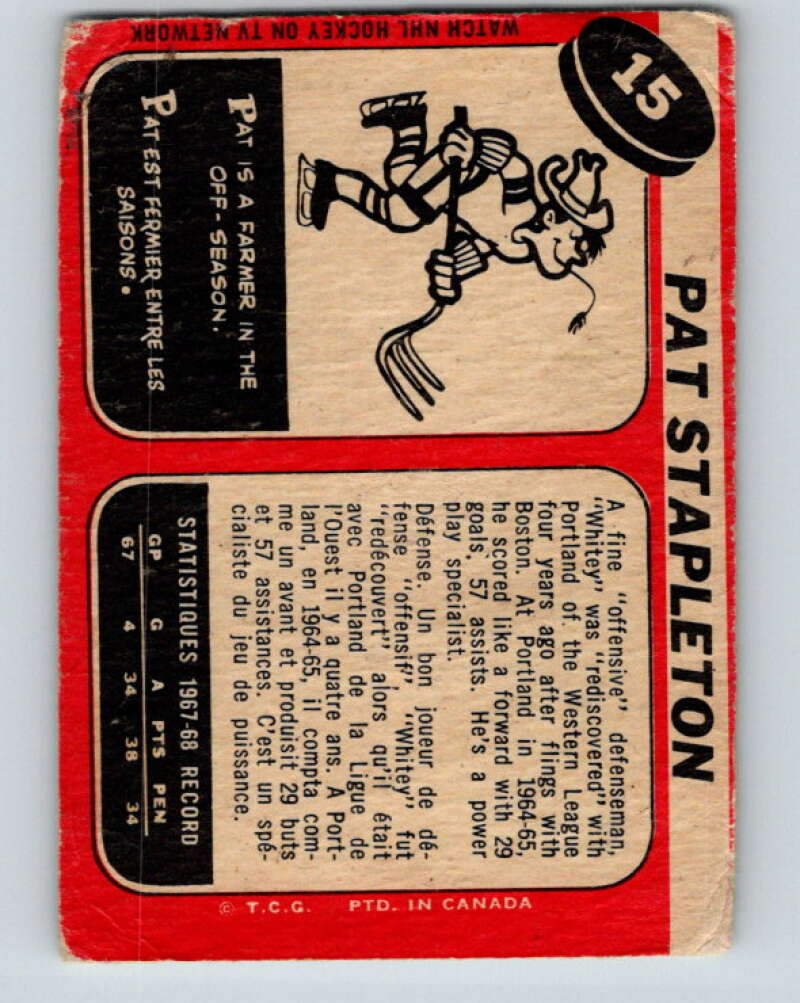 15
PAT STAPLETON
WATCH NHL HOCKEY ON TV NETWORK
PAT IS A FARMER IN THE
OFF-SEASON.
PAT EST FERMIER ENTRE LES
SAISONS.
A fine "offensive" defenseman,
"Whitey" was "rediscovered" with
Portland of the Western League
four years ago after flings with
Boston. At Portland in 1964-65,
he scored like a forward with 29
goals, 57 assists. He's a power
play specialist.
Défense. Un bon joueur de dé-
fense "offensif" "Whitey" fut
"redécouvert" alors qu'il était
avec Portland de la Ligue de
l'Ouest il y a quatre ans. A Port-
land, en 1964-65, il compta com-
me un avant et produisit 29 buts
et 57 assistances. C'est un spé-
cialiste du jeu de puissance.
STATISTIQUES 1967-68 RECORD
GP G A PTS PEN
67 4 34 38 34
© T.C.G. PTD. IN CANADA